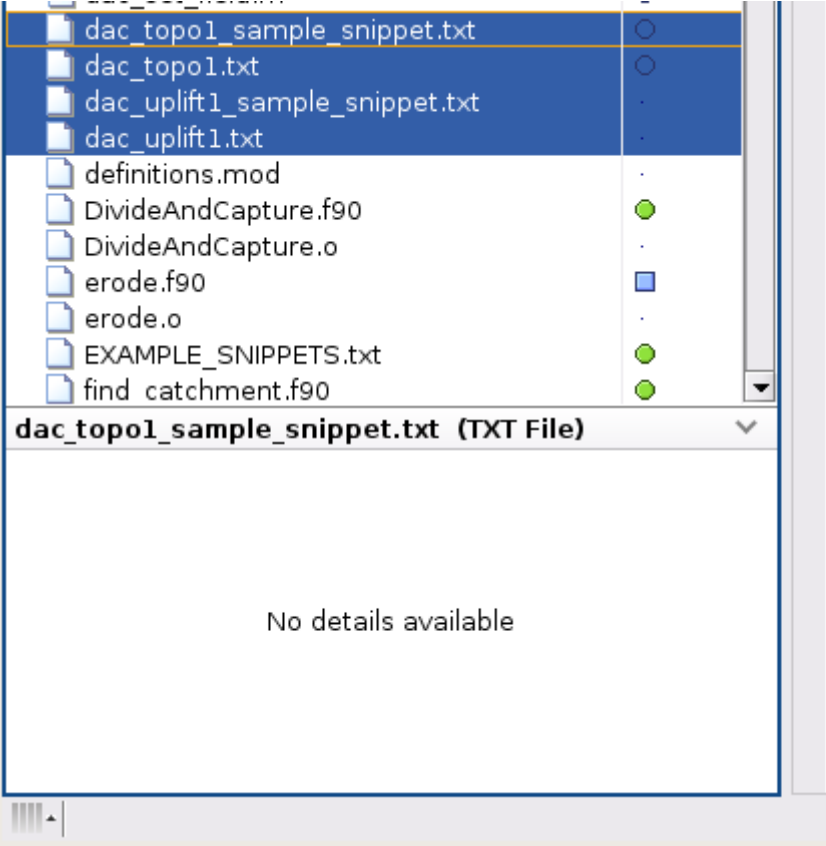 dac_topo1_sample_snippet.txt
dac_topo1.txt
dac_uplift1_sample_snippet.txt
dac_uplift1.txt
definitions.mod
DivideAndCapture.f90
DivideAndCapture.o
erode.f90
erode.o
EXAMPLE_SNIPPETS.txt
find_catchment.f90
dac_topo1_sample_snippet.txt (TXT File)
No details available